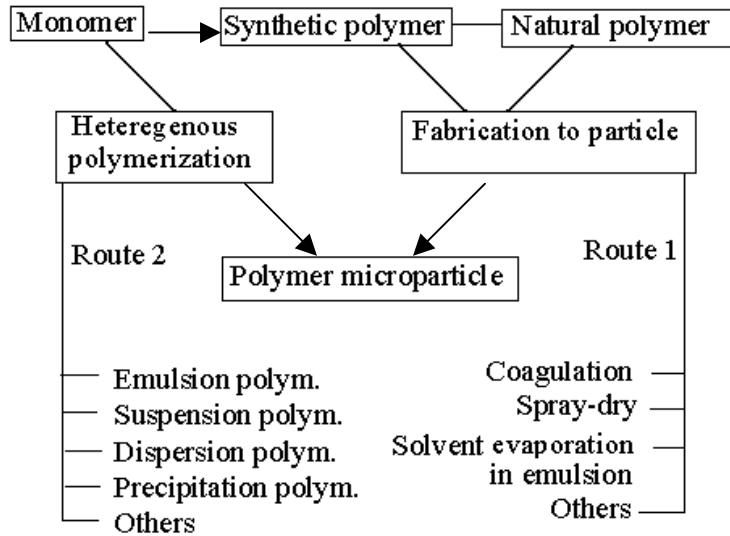 Monomer
Synthetic polymer
Natural polymer
Heteregenous
polymerization
Fabrication to particle
Route 2
Route 1
Polymer microparticle
Emulsion polym.
Suspension polym.
Dispersion polym.
Precipitation polym.
Others
Coagulation
Spray-dry
Solvent evaporation
in emulsion
Others